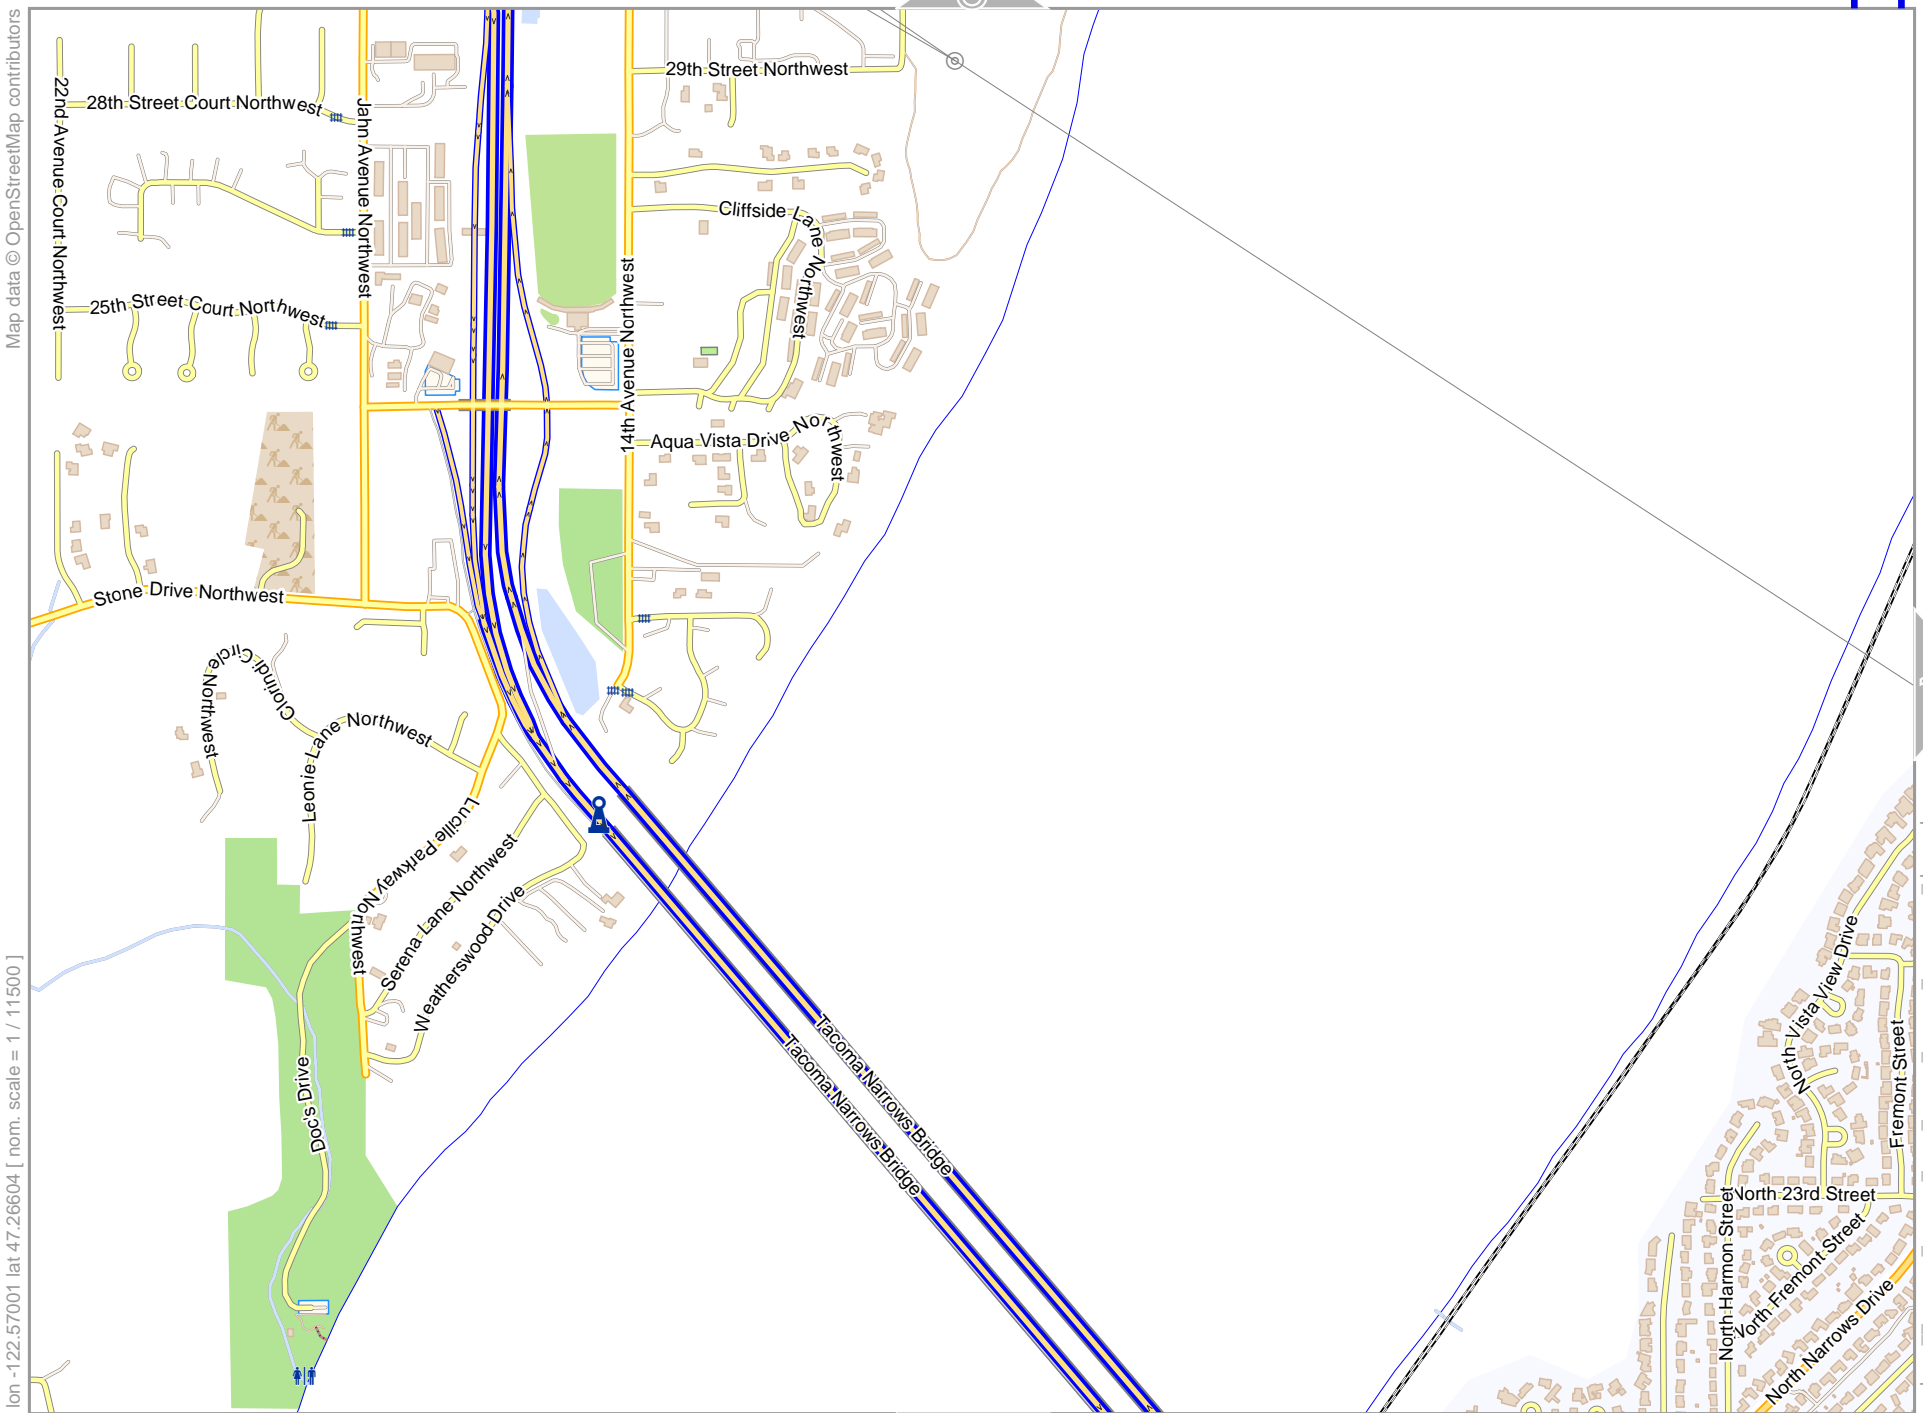 Map data © OpenStreetMap contributors
lon -122.57001 lat 47.26604 [ nom. scale = 1 / 11500 ]
29th Street Northwest
22nd Avenue Court Northwest
28th Street Court Northwest
Jahn Avenue Northwest
Cliffside Lane Northwest
25th Street Court Northwest
14th Avenue Northwest
Aqua Vista Drive Northwest
Stone Drive Northwest
Clorindi Circle Northwest
Leonie Lane Northwest
Lucille Parkway Northwest
Serena Lane Northwest
Weatherswood Drive
Doc's Drive
Tacoma Narrows Bridge
Tacoma Narrows Bridge
North Vista View Drive
Fremont Street
North 23rd Street
North Harmon Street
North Fremont Street
North Narrows Drive